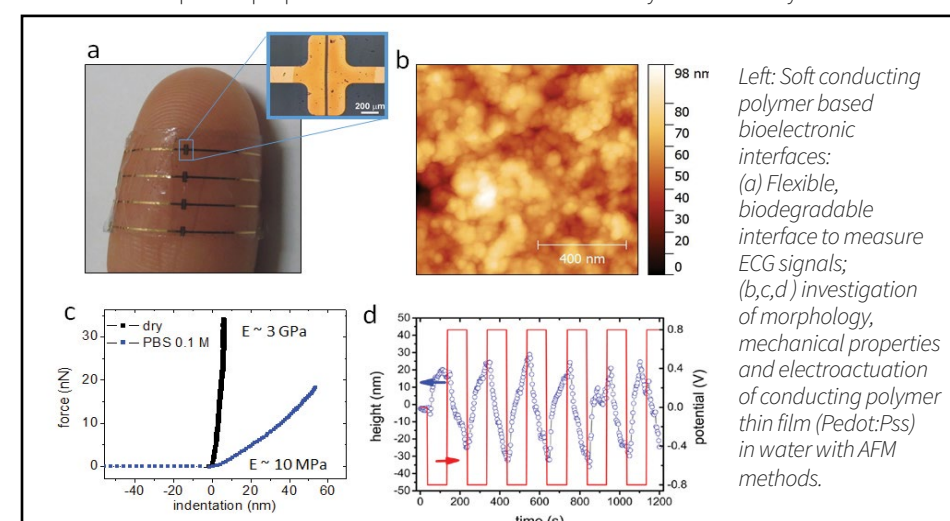 a
200 µm
b
98 nm
80
70
60
50
40
30
20
10
0
400 nm
Left: Soft conducting
polymer based
bioelectronic
interfaces:
(a) Flexible,
biodegradable
interface to measure
ECG signals;
(b,c,d ) investigation
of morphology,
mechanical properties
and electroactuation
of conducting polymer
thin film (Pedot:Pss)
in water with AFM
methods.
c
dry
PBS 0.1 M
E ~ 3 GPa
E ~ 10 MPa
30
20
10
0
force (nN)
-40 -20 0 20 40 60
indentation (nm)
d
50
40
30
20
10
0
-10
-20
-30
-40
-50
height (nm)
0.8
0.4
0.0
-0.4
-0.8
potential (V)
0 200 400 600 800 1000 1200
time (s)